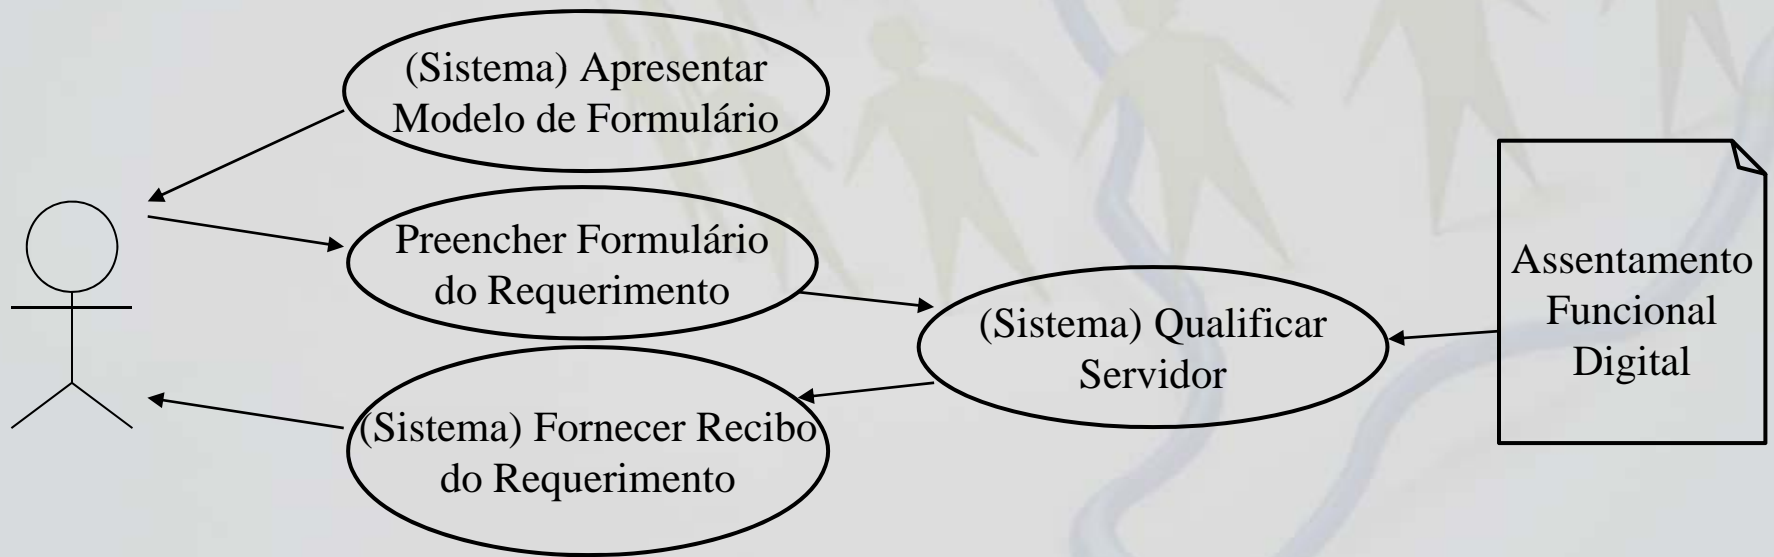 (Sistema) Apresentar
Modelo de Formulário
Preencher Formulário
do Requerimento
(Sistema) Qualificar
Servidor
(Sistema) Fornecer Recibo
do Requerimento
Assentamento
Funcional
Digital